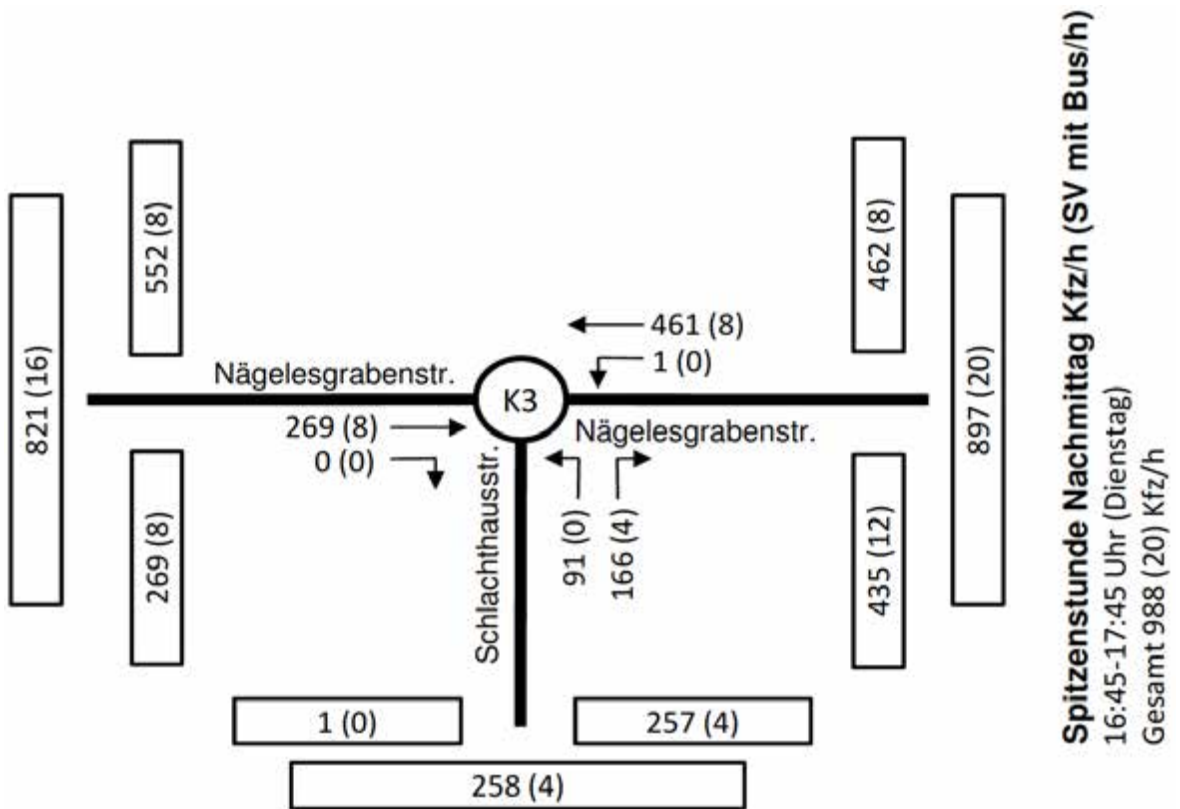 821 (16)
552 (8)
269 (8)
Nägelesgrabenstr.
461 (8)
1 (0)
K3
269 (8)
0 (0)
Nägelesgrabenstr.
Schlachthausstr.
91 (0)
166 (4)
462 (8)
435 (12)
897 (20)
1 (0)
257 (4)
258 (4)
Spitzenstunde Nachmittag Kfz/h (SV mit Bus/h)
16:45-17:45 Uhr (Dienstag)
Gesamt 988 (20) Kfz/h